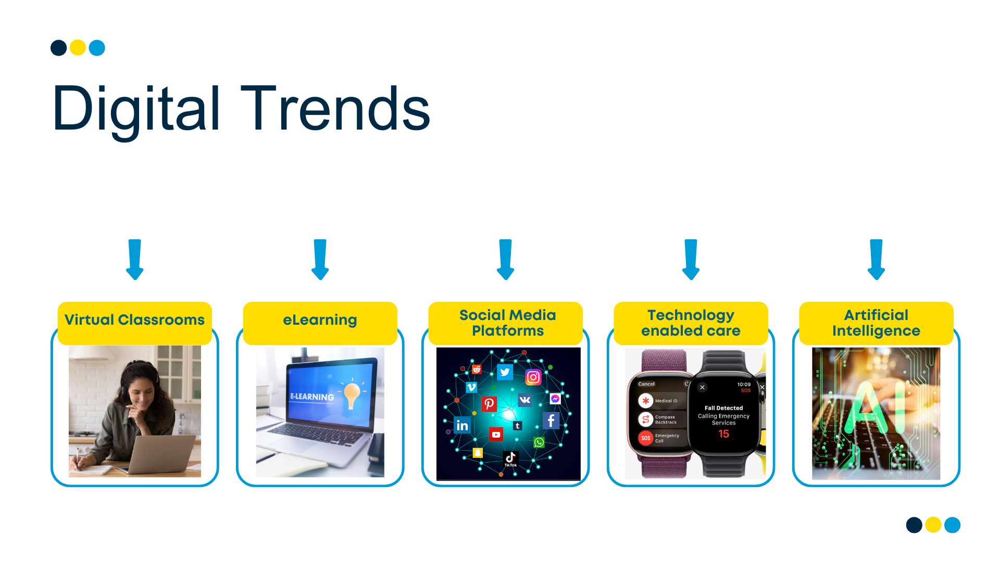 Digital Trends
Virtual Classrooms
eLearning
Social Media
Platforms
Technology
enabled care
Artificial
Intelligence
E-LEARNING
in
t
f
TikTok
Cancel
Medical ID
Compass
Backtrack
SOS
Emergency
Call
10:09
SOS
Fall Detected
Calling Emergency
Services
15
AI